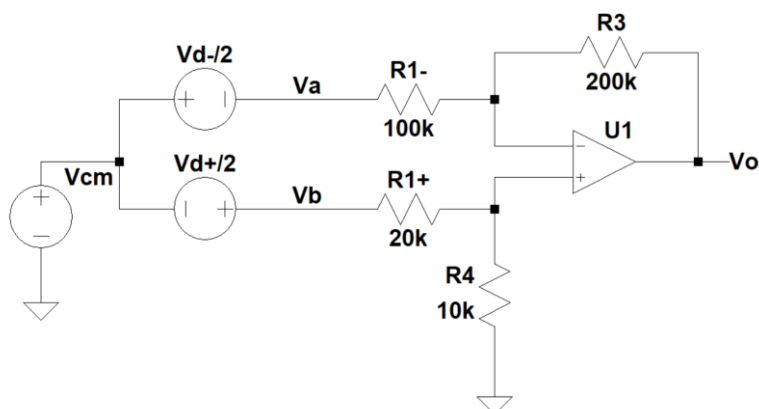 R3
200k
Vd-/2
Va
R1-
100k
U1
Vo
Vcm
Vd+/2
Vb
R1+
20k
R4
10k